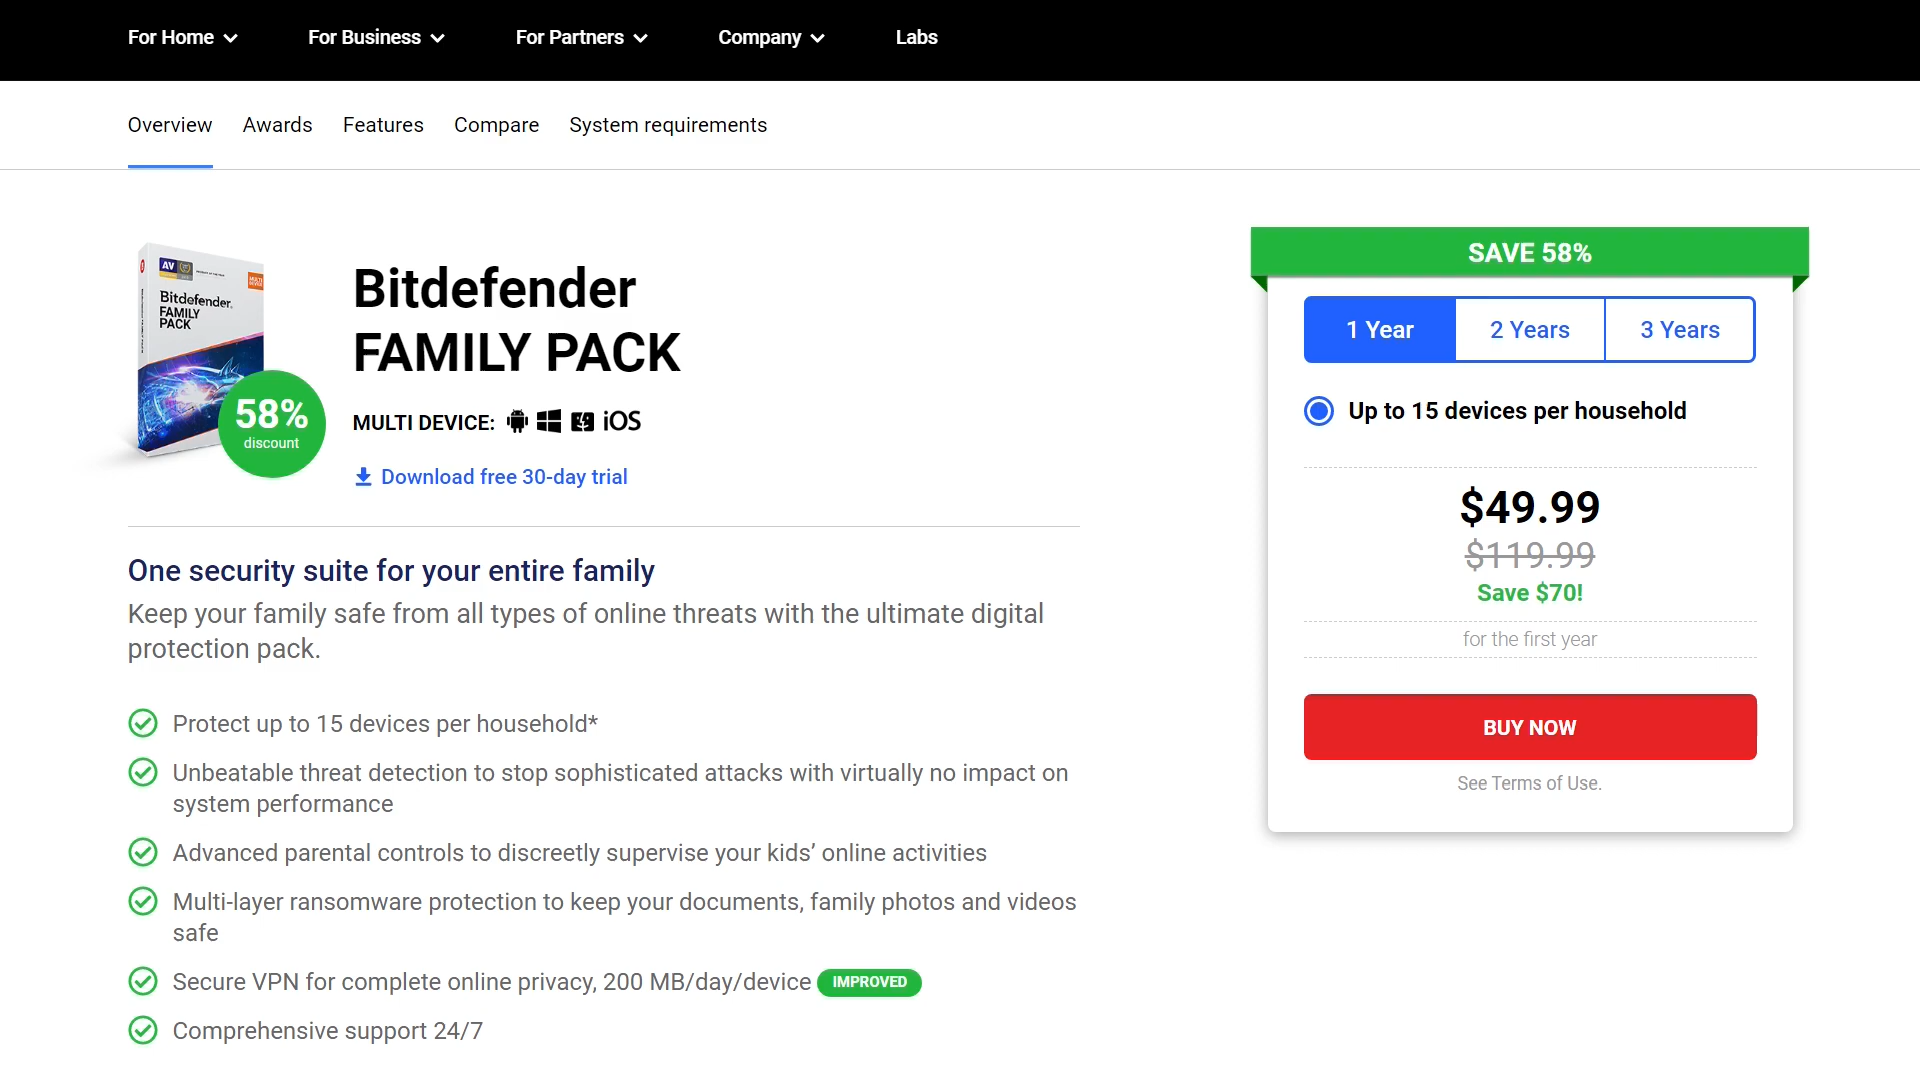 For Home
For Business
For Partners
Company
Labs
Overview
Awards
Features
Compare
System requirements
AV
Bitdefender
FAMILY
PACK
58%
discount
Bitdefender
FAMILY PACK
MULTI DEVICE:
iOS
Download free 30-day trial
One security suite for your entire family
Keep your family safe from all types of online threats with the ultimate digital
protection pack.
Protect up to 15 devices per household*
Unbeatable threat detection to stop sophisticated attacks with virtually no impact on
system performance
Advanced parental controls to discreetly supervise your kids’ online activities
Multi-layer ransomware protection to keep your documents, family photos and videos
safe
Secure VPN for complete online privacy, 200 MB/day/device IMPROVED
Comprehensive support 24/7
SAVE 58%
1 Year
2 Years
3 Years
Up to 15 devices per household
$49.99
$119.99
Save $70!
for the first year
BUY NOW
See Terms of Use.